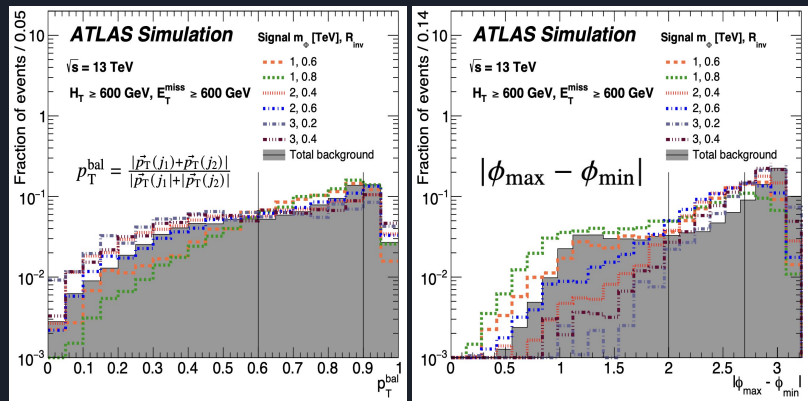 Fraction of events / 0.05
ATLAS Simulation
√s = 13 TeV
H_T ≥ 600 GeV, E_T^miss ≥ 600 GeV
Signal m_Φ [TeV], R_inv
1, 0.6
1, 0.8
2, 0.4
2, 0.6
3, 0.2
3, 0.4
Total background
p_T^bal = |p⃗_T(j₁)+p⃗_T(j₂)| / |p⃗_T(j₁|+|p⃗_T(j₂)|
10
1
10⁻¹
10⁻²
10⁻³
0 0.1 0.2 0.3 0.4 0.5 0.6 0.7 0.8 0.9 1
p_T^bal
Fraction of events / 0.14
ATLAS Simulation
√s = 13 TeV
H_T ≥ 600 GeV, E_T^miss ≥ 600 GeV
Signal m_Φ [TeV], R_inv
1, 0.6
1, 0.8
2, 0.4
2, 0.6
3, 0.2
3, 0.4
Total background
|ϕ_max − ϕ_min|
10
1
10⁻¹
10⁻²
10⁻³
0 0.5 1 1.5 2 2.5 3
|ϕ_max - ϕ_min|